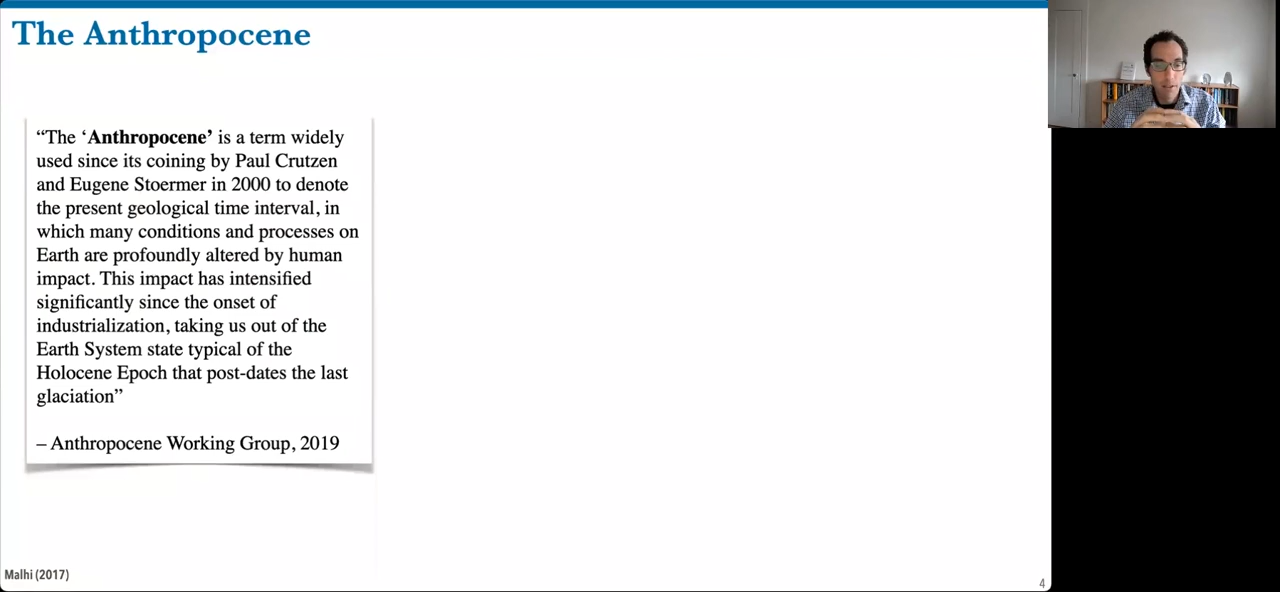 The Anthropocene
“The ‘Anthropocene’ is a term widely
used since its coining by Paul Crutzen
and Eugene Stoermer in 2000 to denote
the present geological time interval, in
which many conditions and processes on
Earth are profoundly altered by human
impact. This impact has intensified
significantly since the onset of
industrialization, taking us out of the
Earth System state typical of the
Holocene Epoch that post-dates the last
glaciation”
– Anthropocene Working Group, 2019
Malhi (2017)
4